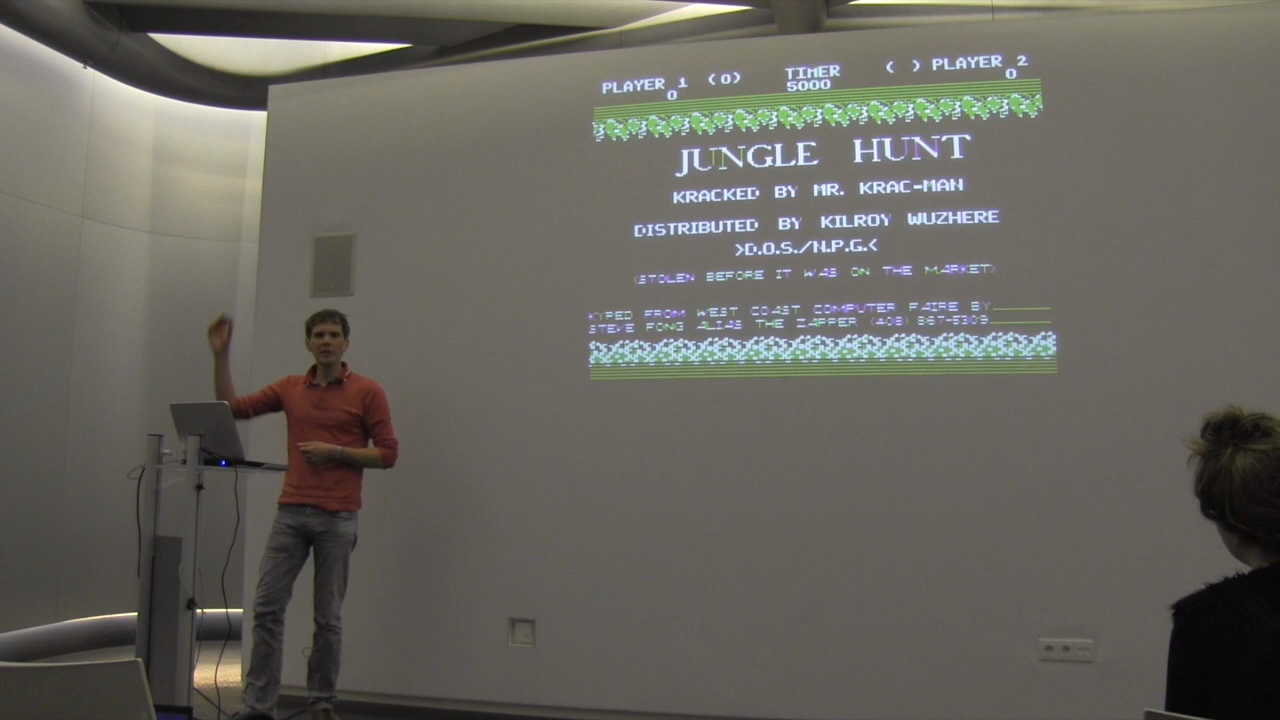 PLAYER 1 (0) TIMER ( ) PLAYER 2
0 5000 0
JUNGLE HUNT
KRACKED BY MR. KRAC-MAN
DISTRIBUTED BY KILROY WUZHERE
>D.O.S./N.P.G.<
(STOLEN BEFORE IT WAS ON THE MARKET)
KYPED FROM WEST COAST COMPUTER FAIRE BY
STEVE FONG ALIAS THE ZAPPER (408) 867-5309